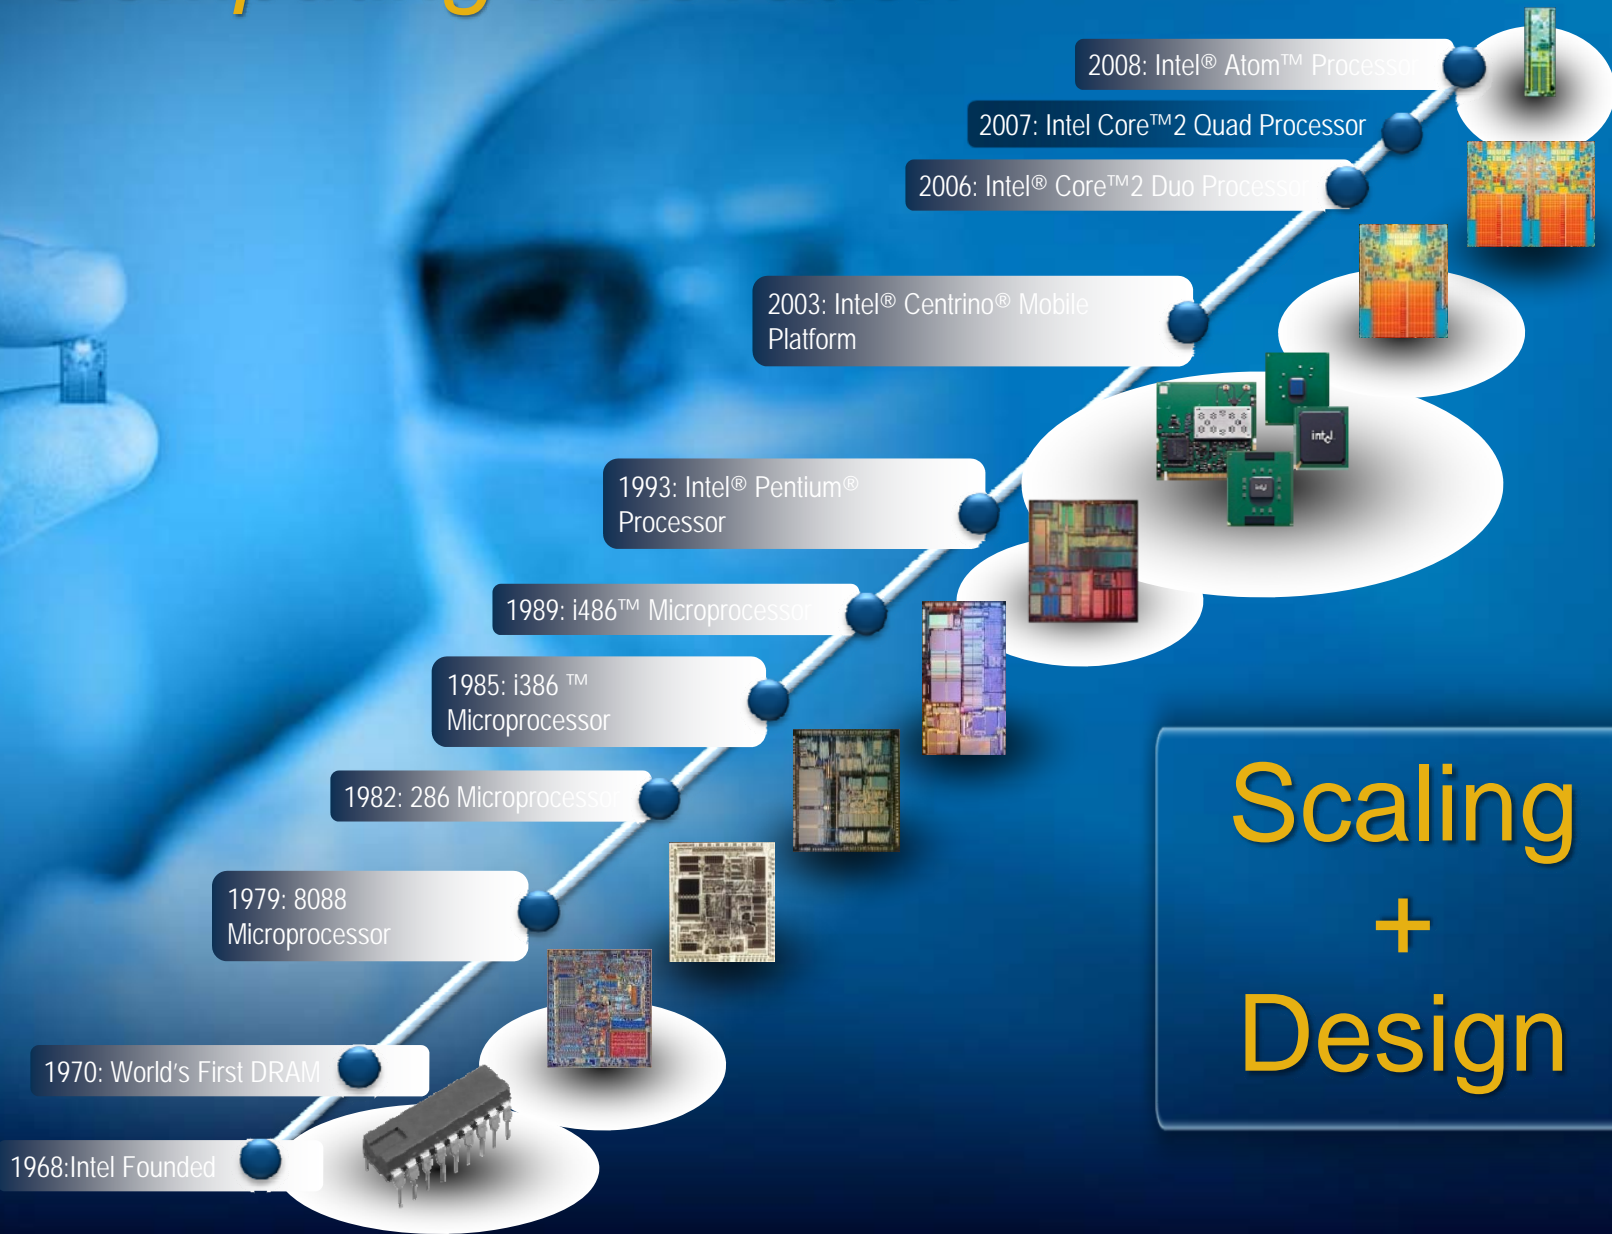 2008: Intel® Atom™ Processor
2007: Intel Core™2 Quad Processor
2006: Intel® Core™2 Duo Processor
2003: Intel® Centrino® Mobile
Platform
intel
intel
1993: Intel® Pentium®
Processor
1989: i486™ Microprocessor
1985: i386 ™
Microprocessor
1982: 286 Microprocessor
1979: 8088
Microprocessor
1970: World's First DRAM
1968:Intel Founded
Scaling
+
Design